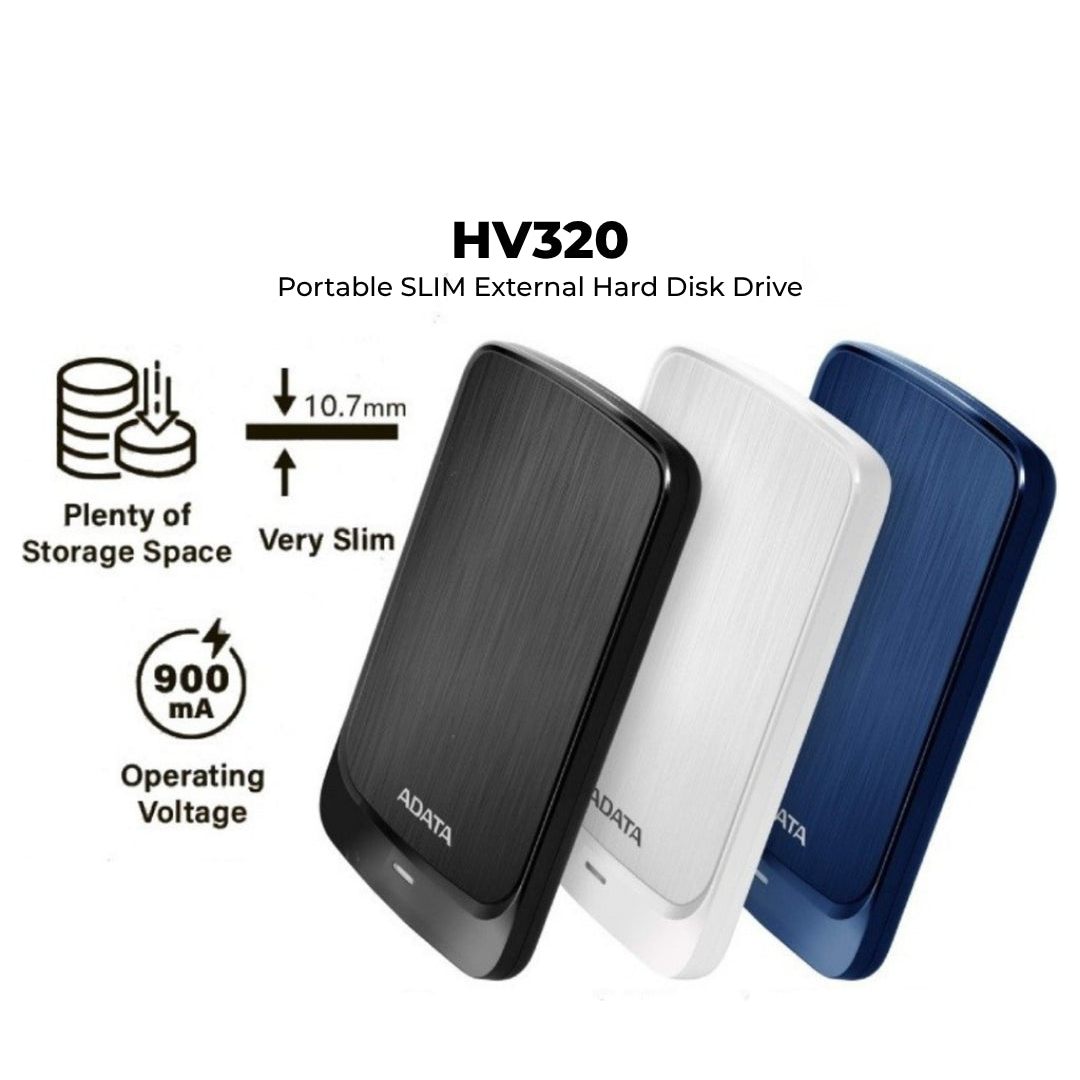 HV320
Portable SLIM External Hard Disk Drive
10.7mm
Plenty of
Storage Space
Very Slim
900
mA
Operating
Voltage
ADATA
ADATA
ATA